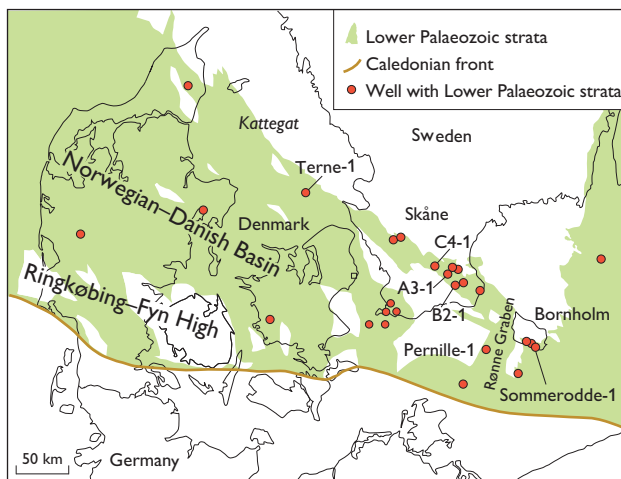 Lower Palaeozoic strata
Caledonian front
Well with Lower Palaeozoic strata
Kattegat
Sweden
Terne-1
Norwegian–Danish Basin
Denmark
Skåne
C4-1
A3-1
Ringkøbing–Fyn High
B2-1
Rønne Graben
Bornholm
Pernille-1
Sommerodde-1
50 km
Germany